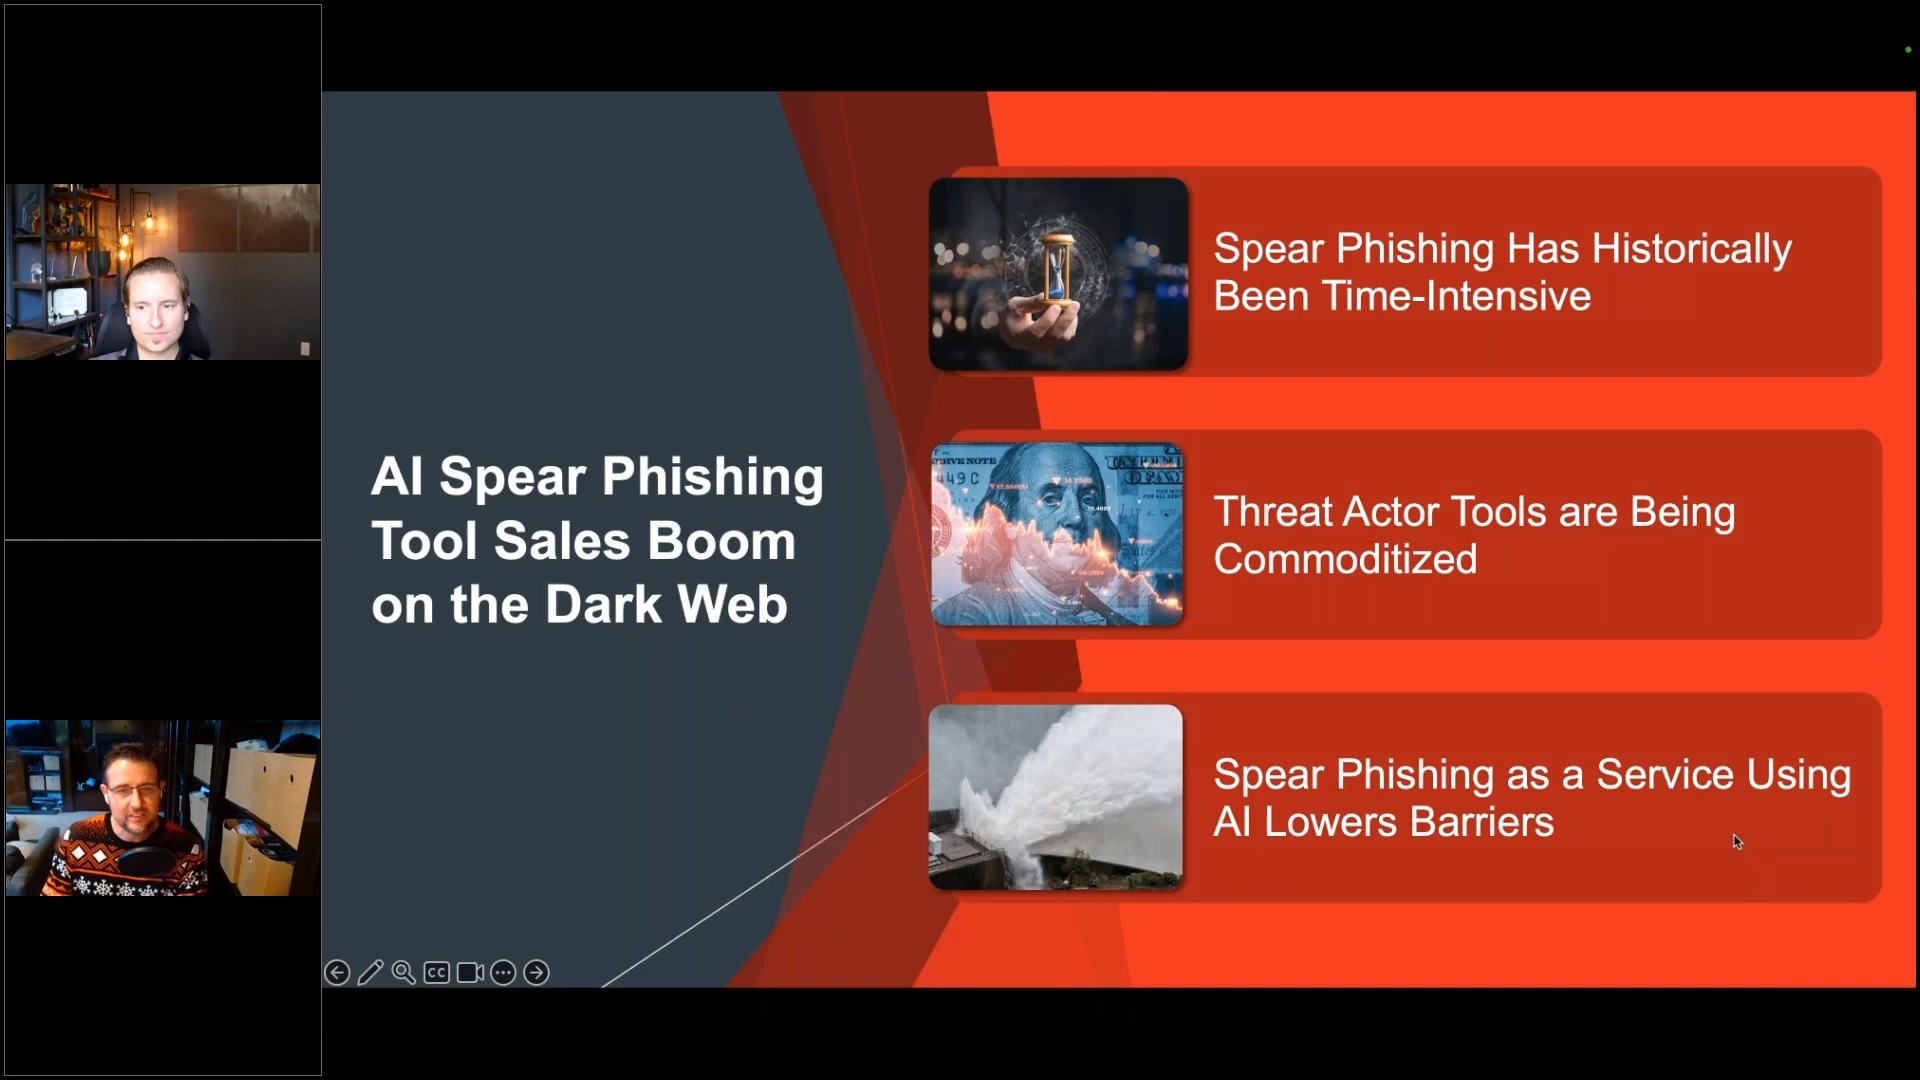 AI Spear Phishing
Tool Sales Boom
on the Dark Web
Spear Phishing Has Historically
Been Time-Intensive
Threat Actor Tools are Being
Commoditized
Spear Phishing as a Service Using
AI Lowers Barriers
CC